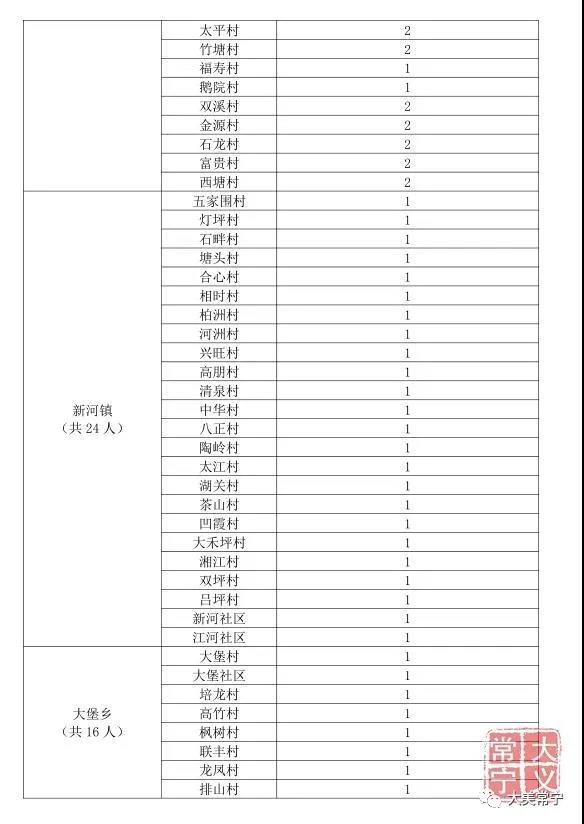 太平村 2
竹塘村 2
福寿村 1
鹅院村 1
双溪村 2
金源村 2
石龙村 2
富贵村 2
西塘村 2
新河镇
（共 24 人）
五家围村 1
灯坪村 1
石畔村 1
塘头村 1
合心村 1
相时村 1
柏洲村 1
河洲村 1
兴旺村 1
高朋村 1
清泉村 1
中华村 1
八正村 1
陶岭村 1
太江村 1
湖关村 1
茶山村 1
凹霞村 1
大禾坪村 1
湘江村 1
双坪村 1
吕坪村 1
新河社区 1
江河社区 1
大堡乡
（共 16 人）
大堡村 1
大堡社区 1
培龙村 1
高竹村 1
枫树村 1
联丰村 1
龙凤村 1
排山村 1
常宁
大义
大美常宁